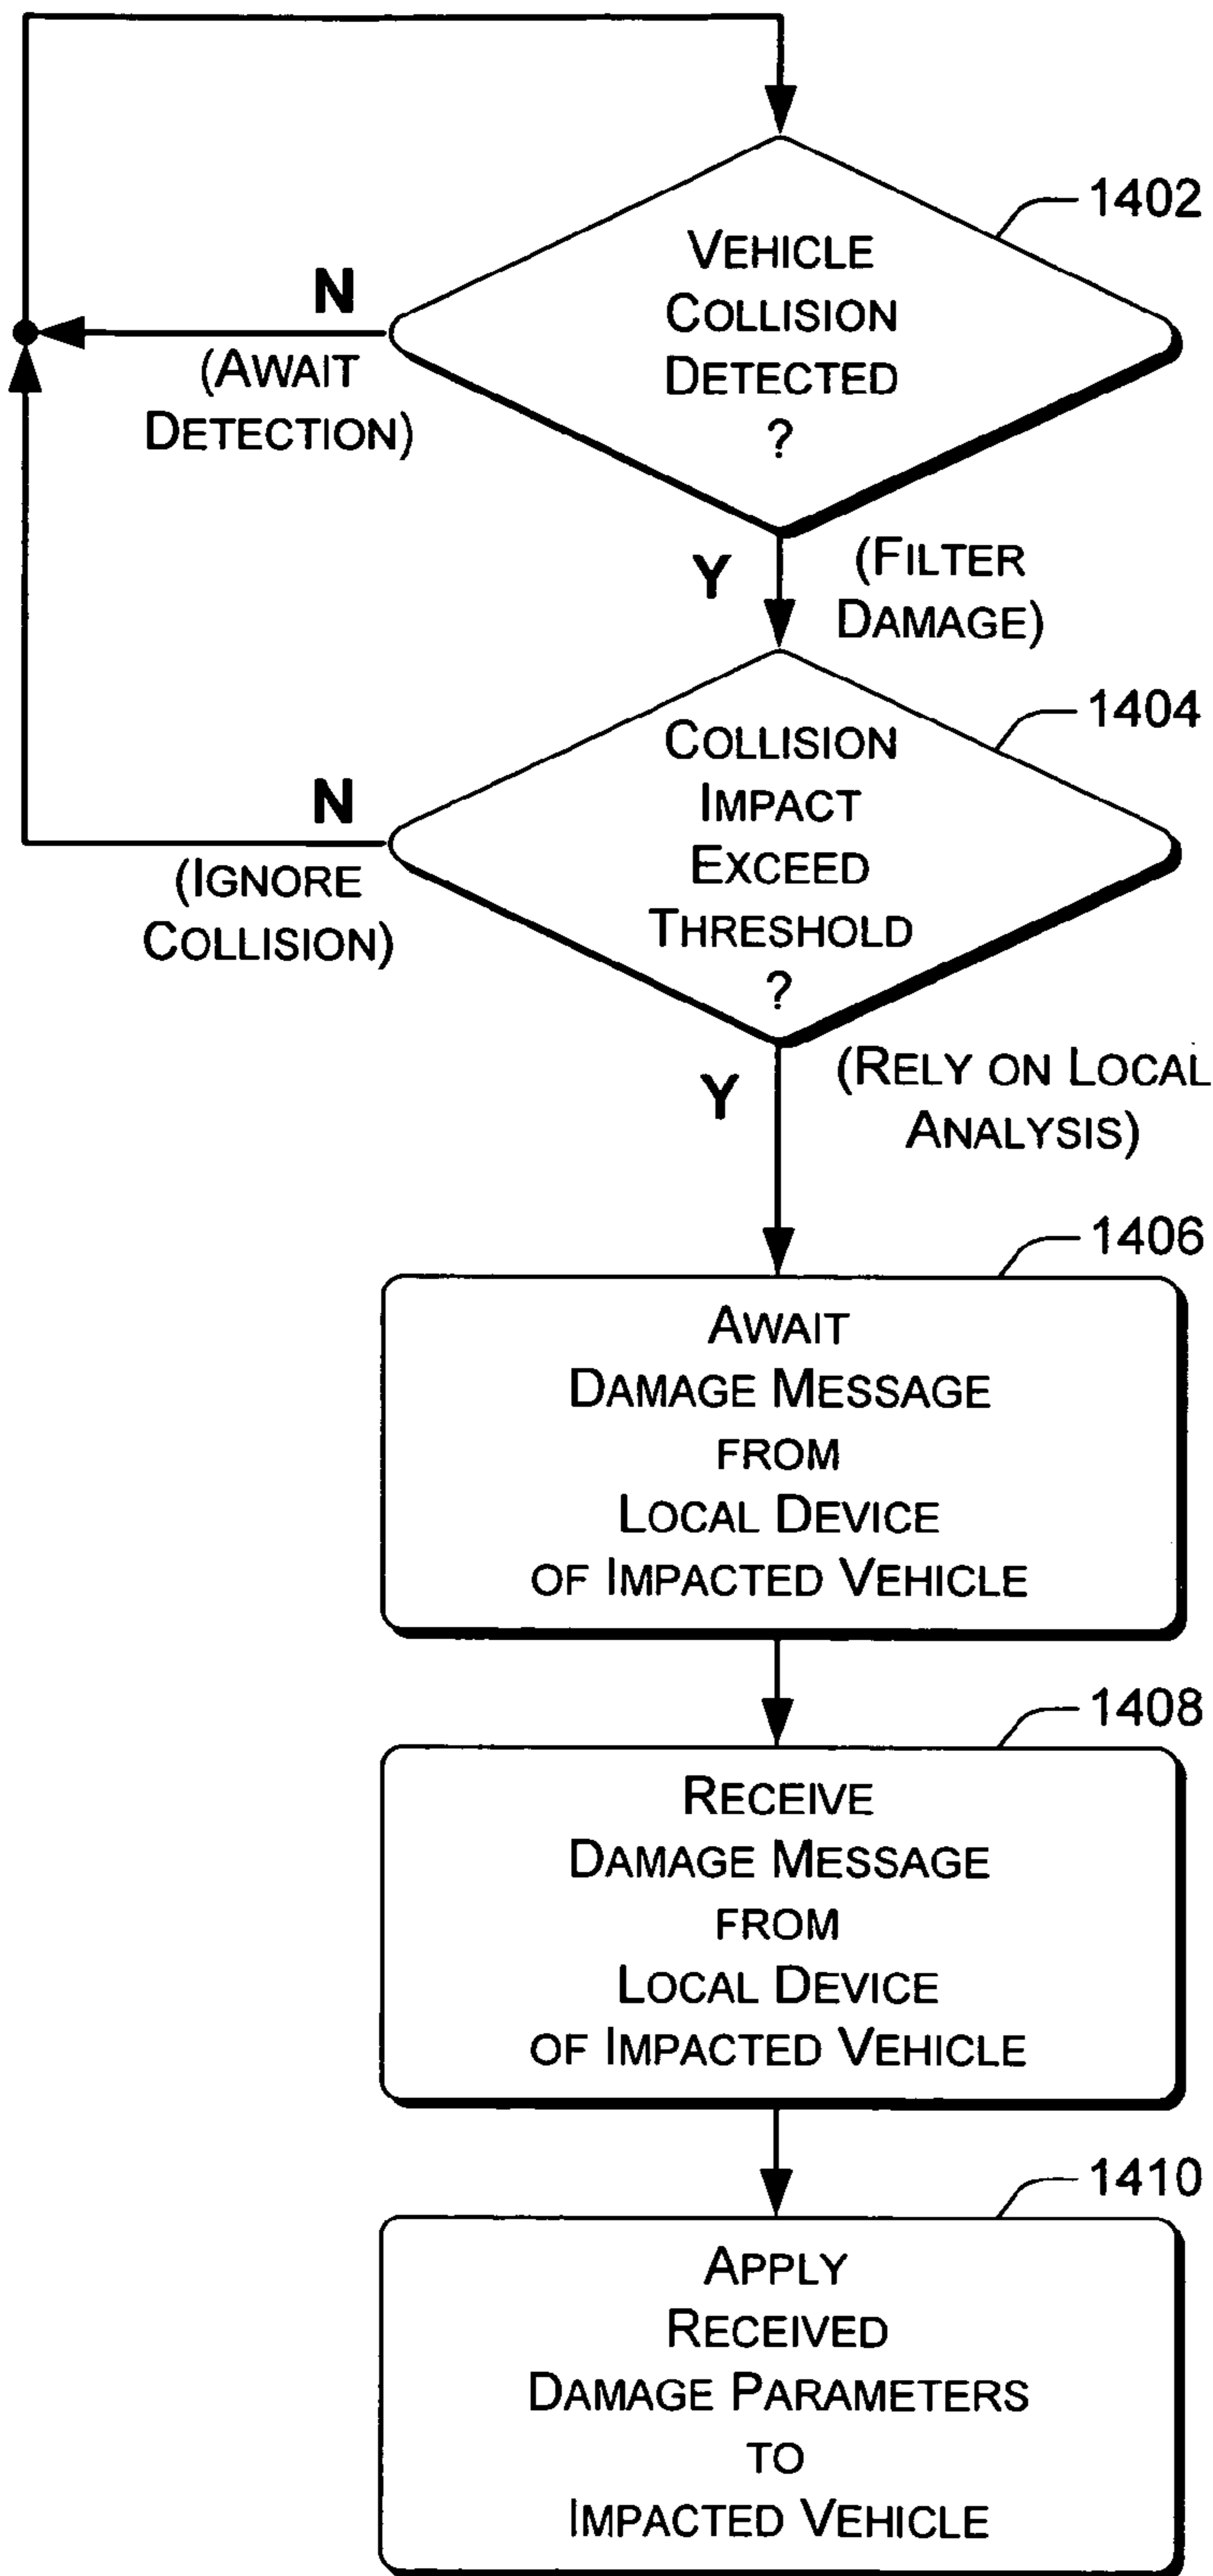 1402
VEHICLE
COLLISION
DETECTED
?
N
(AWAIT
DETECTION)
Y
(FILTER
DAMAGE)
1404
COLLISION
IMPACT
EXCEED
THRESHOLD
?
N
(IGNORE
COLLISION)
Y
(RELY ON LOCAL
ANALYSIS)
1406
AWAIT
DAMAGE MESSAGE
FROM
LOCAL DEVICE
OF IMPACTED VEHICLE
1408
RECEIVE
DAMAGE MESSAGE
FROM
LOCAL DEVICE
OF IMPACTED VEHICLE
1410
APPLY
RECEIVED
DAMAGE PARAMETERS
TO
IMPACTED VEHICLE